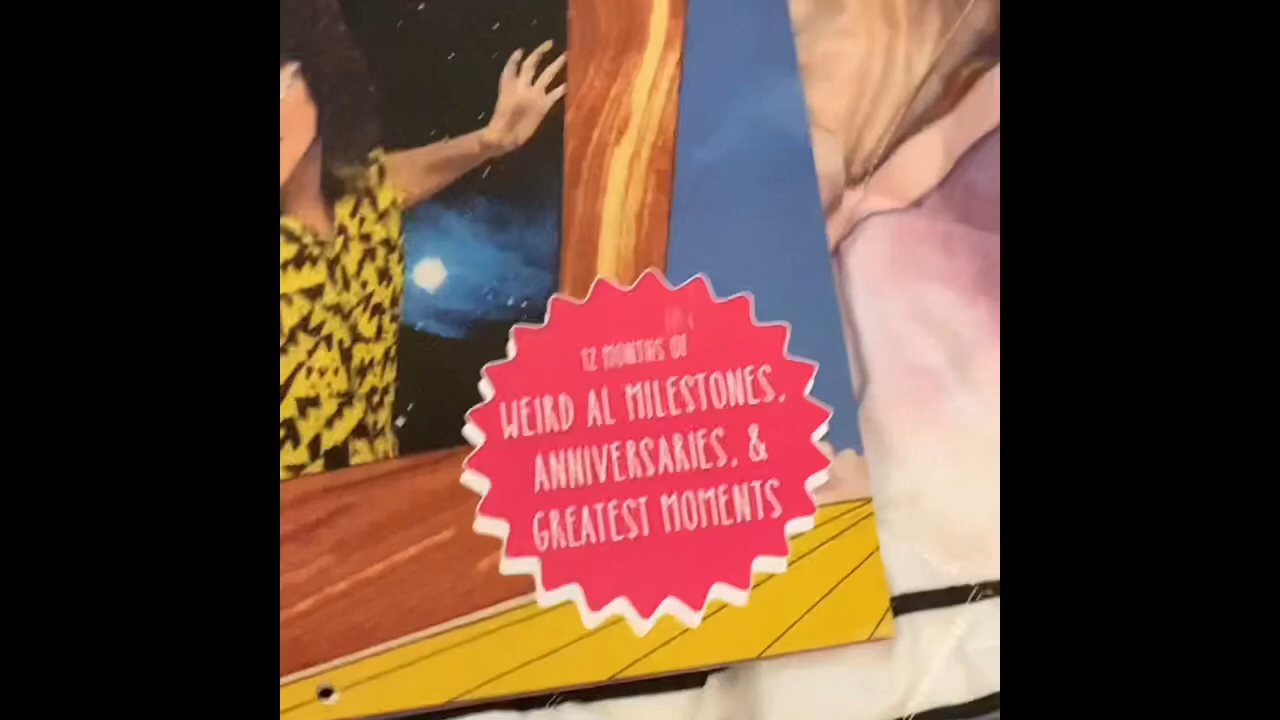 12 MONTHS OF
WEIRD AL MILESTONES,
ANNIVERSARIES, &
GREATEST MOMENTS